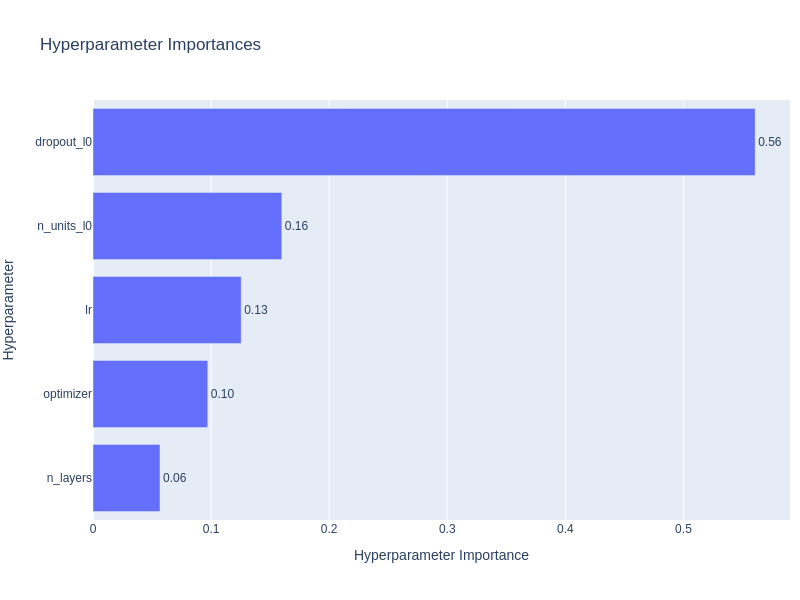 Hyperparameter Importances
dropout_l0
0.56
n_units_l0
0.16
lr
0.13
optimizer
0.10
n_layers
0.06
0 0.1 0.2 0.3 0.4 0.5
Hyperparameter Importance
Hyperparameter